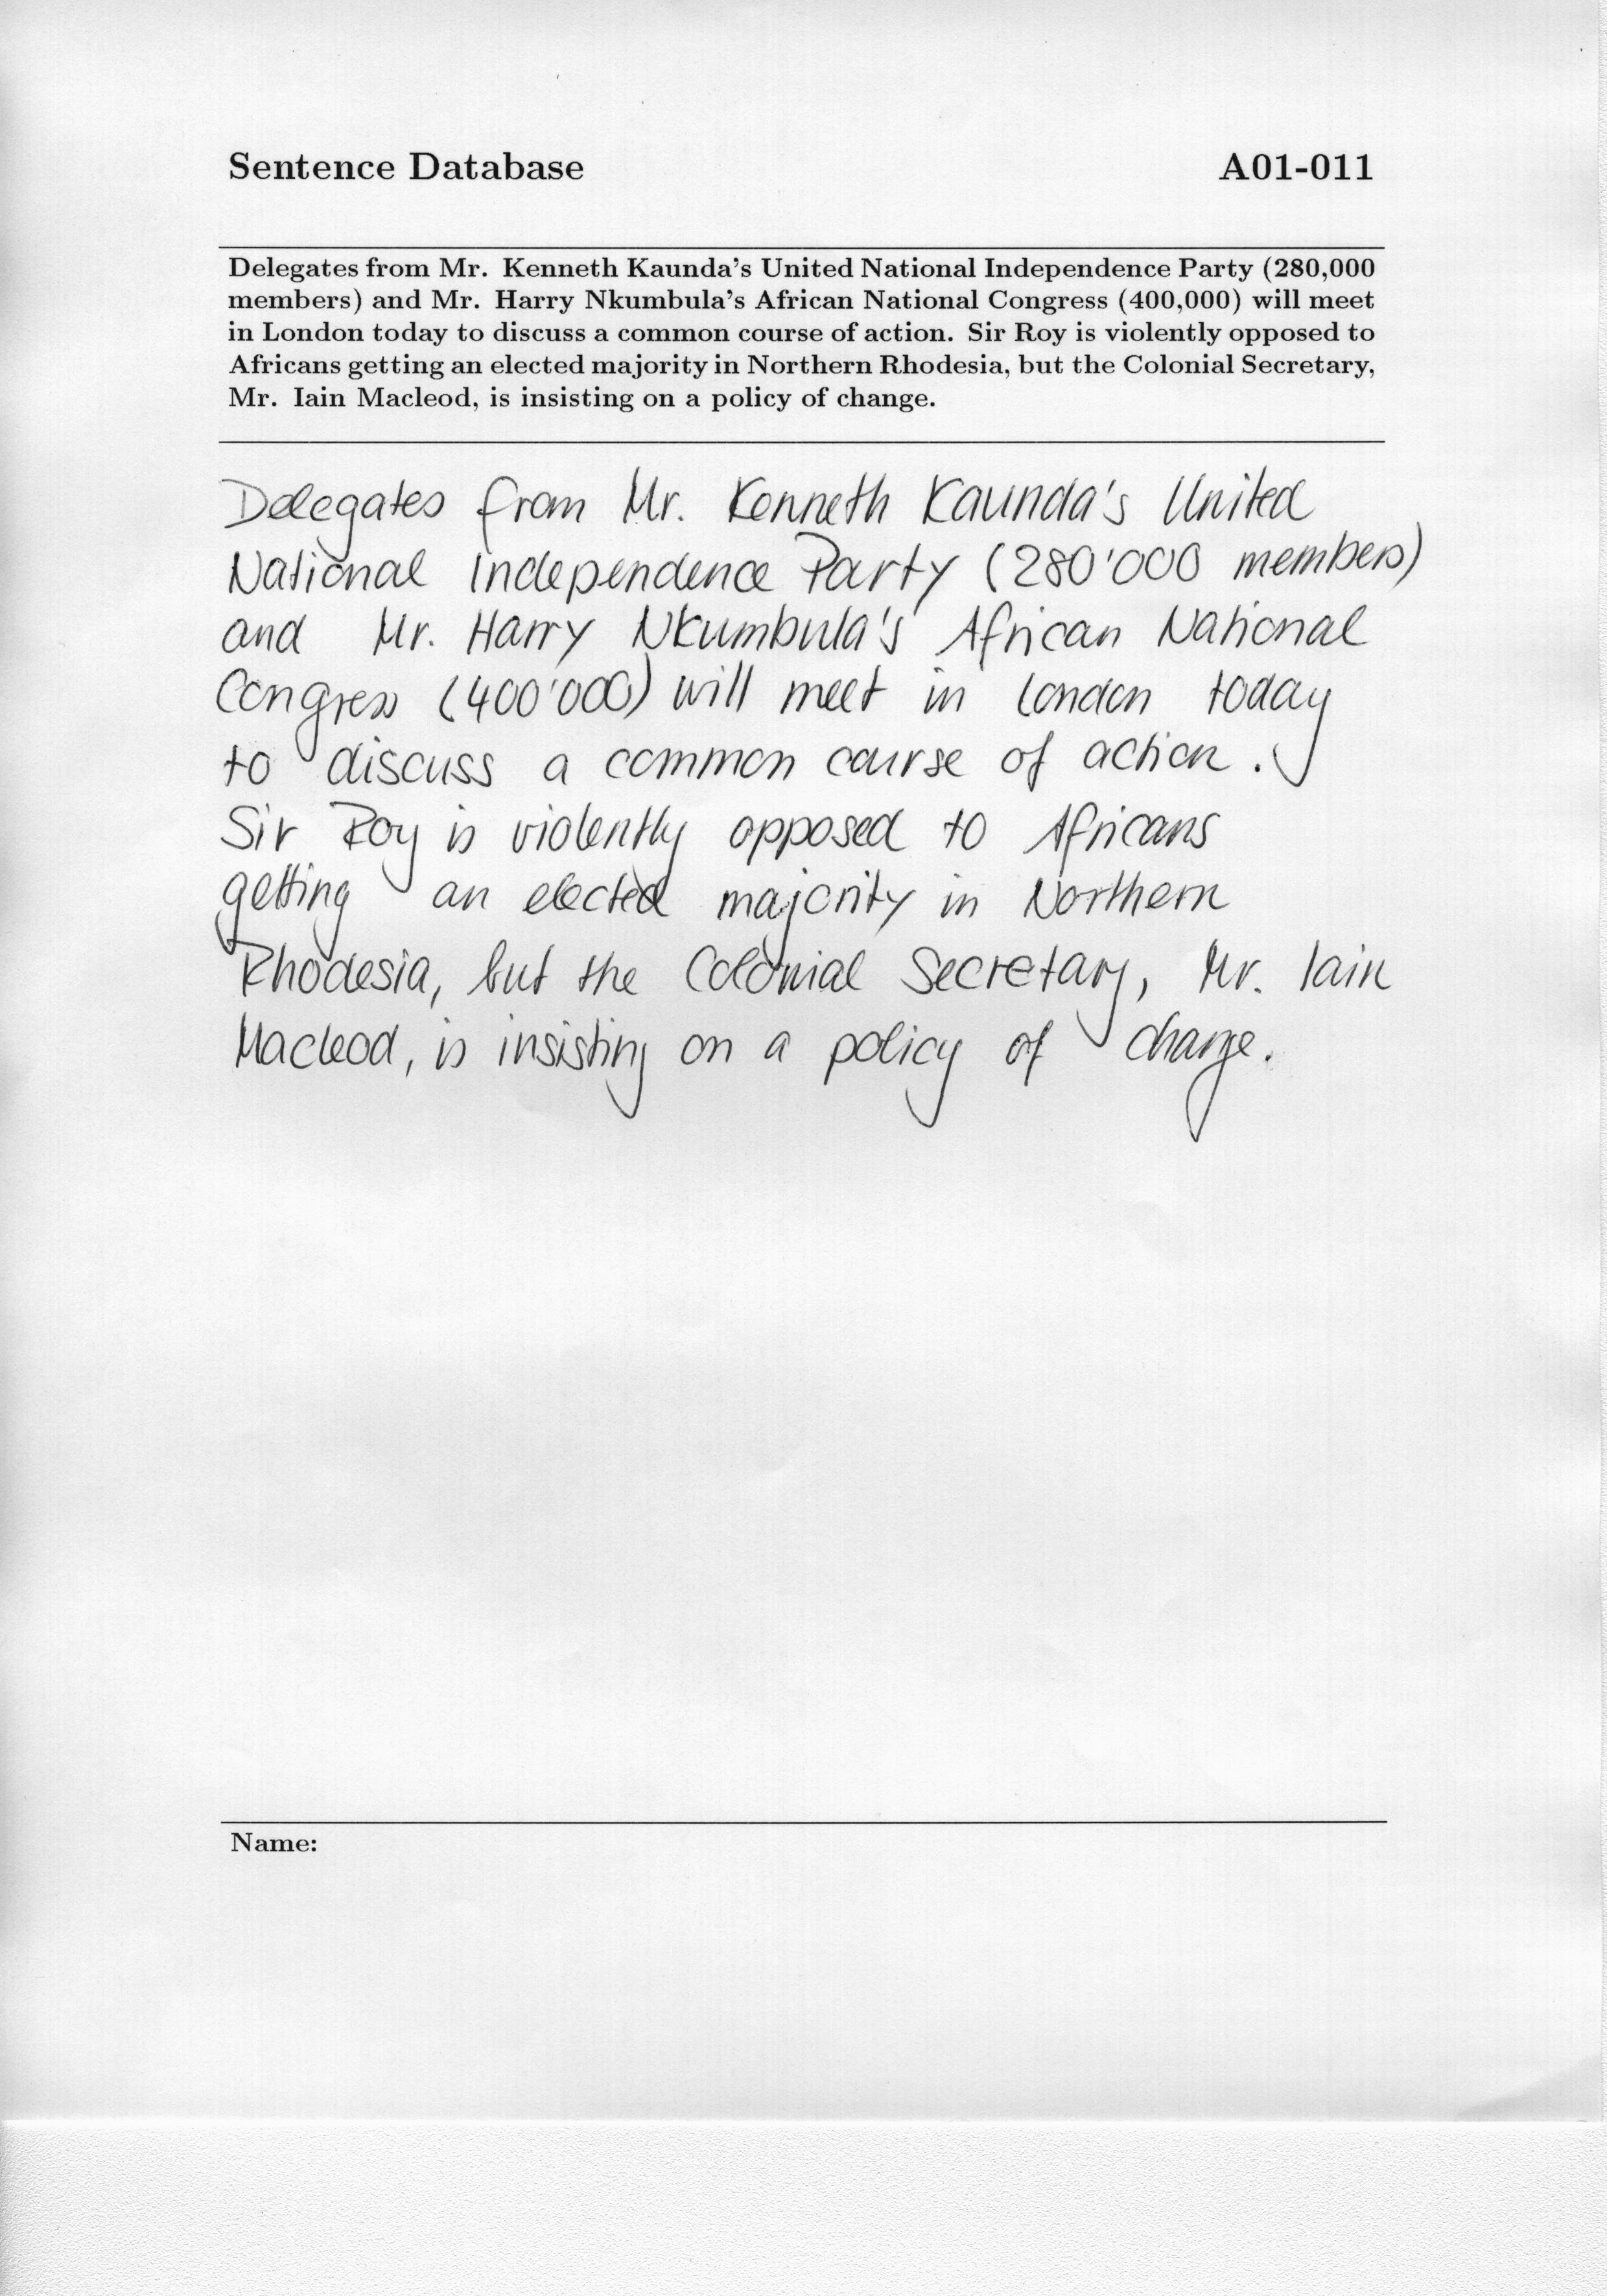 Sentence Database A01-011
Delegates from Mr. Kenneth Kaunda's United National Independence Party (280,000
members) and Mr. Harry Nkumbula's African National Congress (400,000) will meet
in London today to discuss a common course of action. Sir Roy is violently opposed to
Africans getting an elected majority in Northern Rhodesia, but the Colonial Secretary,
Mr. Iain Macleod, is insisting on a policy of change.
Delegates from Mr. Kenneth Kaunda's United
National Independence Party (280'000 members)
and Mr. Harry Nkumbula's African National
Congress (400'000) will meet in London today
to discuss a common course of action.
Sir Roy is violently opposed to Africans
getting an elected majority in Northern
Rhodesia, but the Colonial Secretary, Mr. Iain
Macleod, is insisting on a policy of change.
Name: